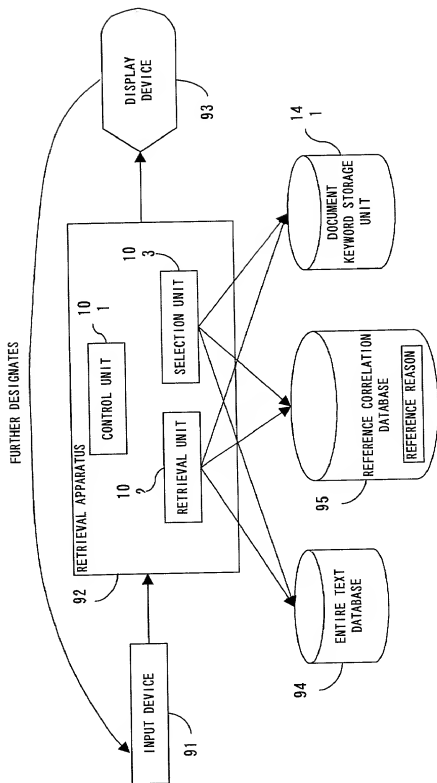 FURTHER DESIGNATES
INPUT DEVICE
91
RETRIEVAL APPARATUS
92
CONTROL UNIT
10
1
RETRIEVAL UNIT
10
2
SELECTION UNIT
10
3
DISPLAY
DEVICE
93
ENTIRE TEXT
DATABASE
94
REFERENCE CORRELATION
DATABASE
REFERENCE REASON
95
DOCUMENT
KEYWORD STORAGE
UNIT
14
1